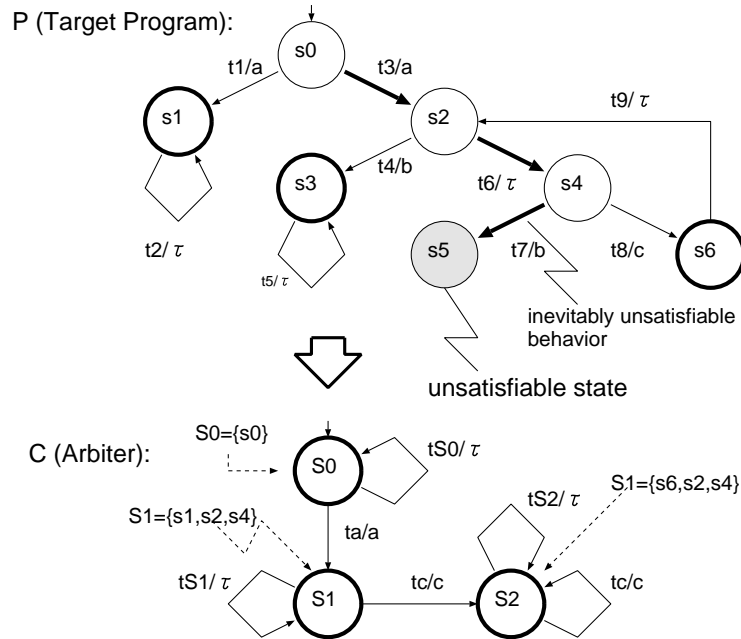 P (Target Program):
s0
t1/a
t3/a
t9/τ
s1
s2
t4/b
s3
t6/τ
s4
t2/τ
t5/τ
s5
t7/b
t8/c
s6
inevitably unsatisfiable
behavior
unsatisfiable state
C (Arbiter):
S0={s0}
S0
tS0/τ
S1={s6,s2,s4}
tS2/τ
S1={s1,s2,s4}
ta/a
tS1/τ
S1
tc/c
S2
tc/c